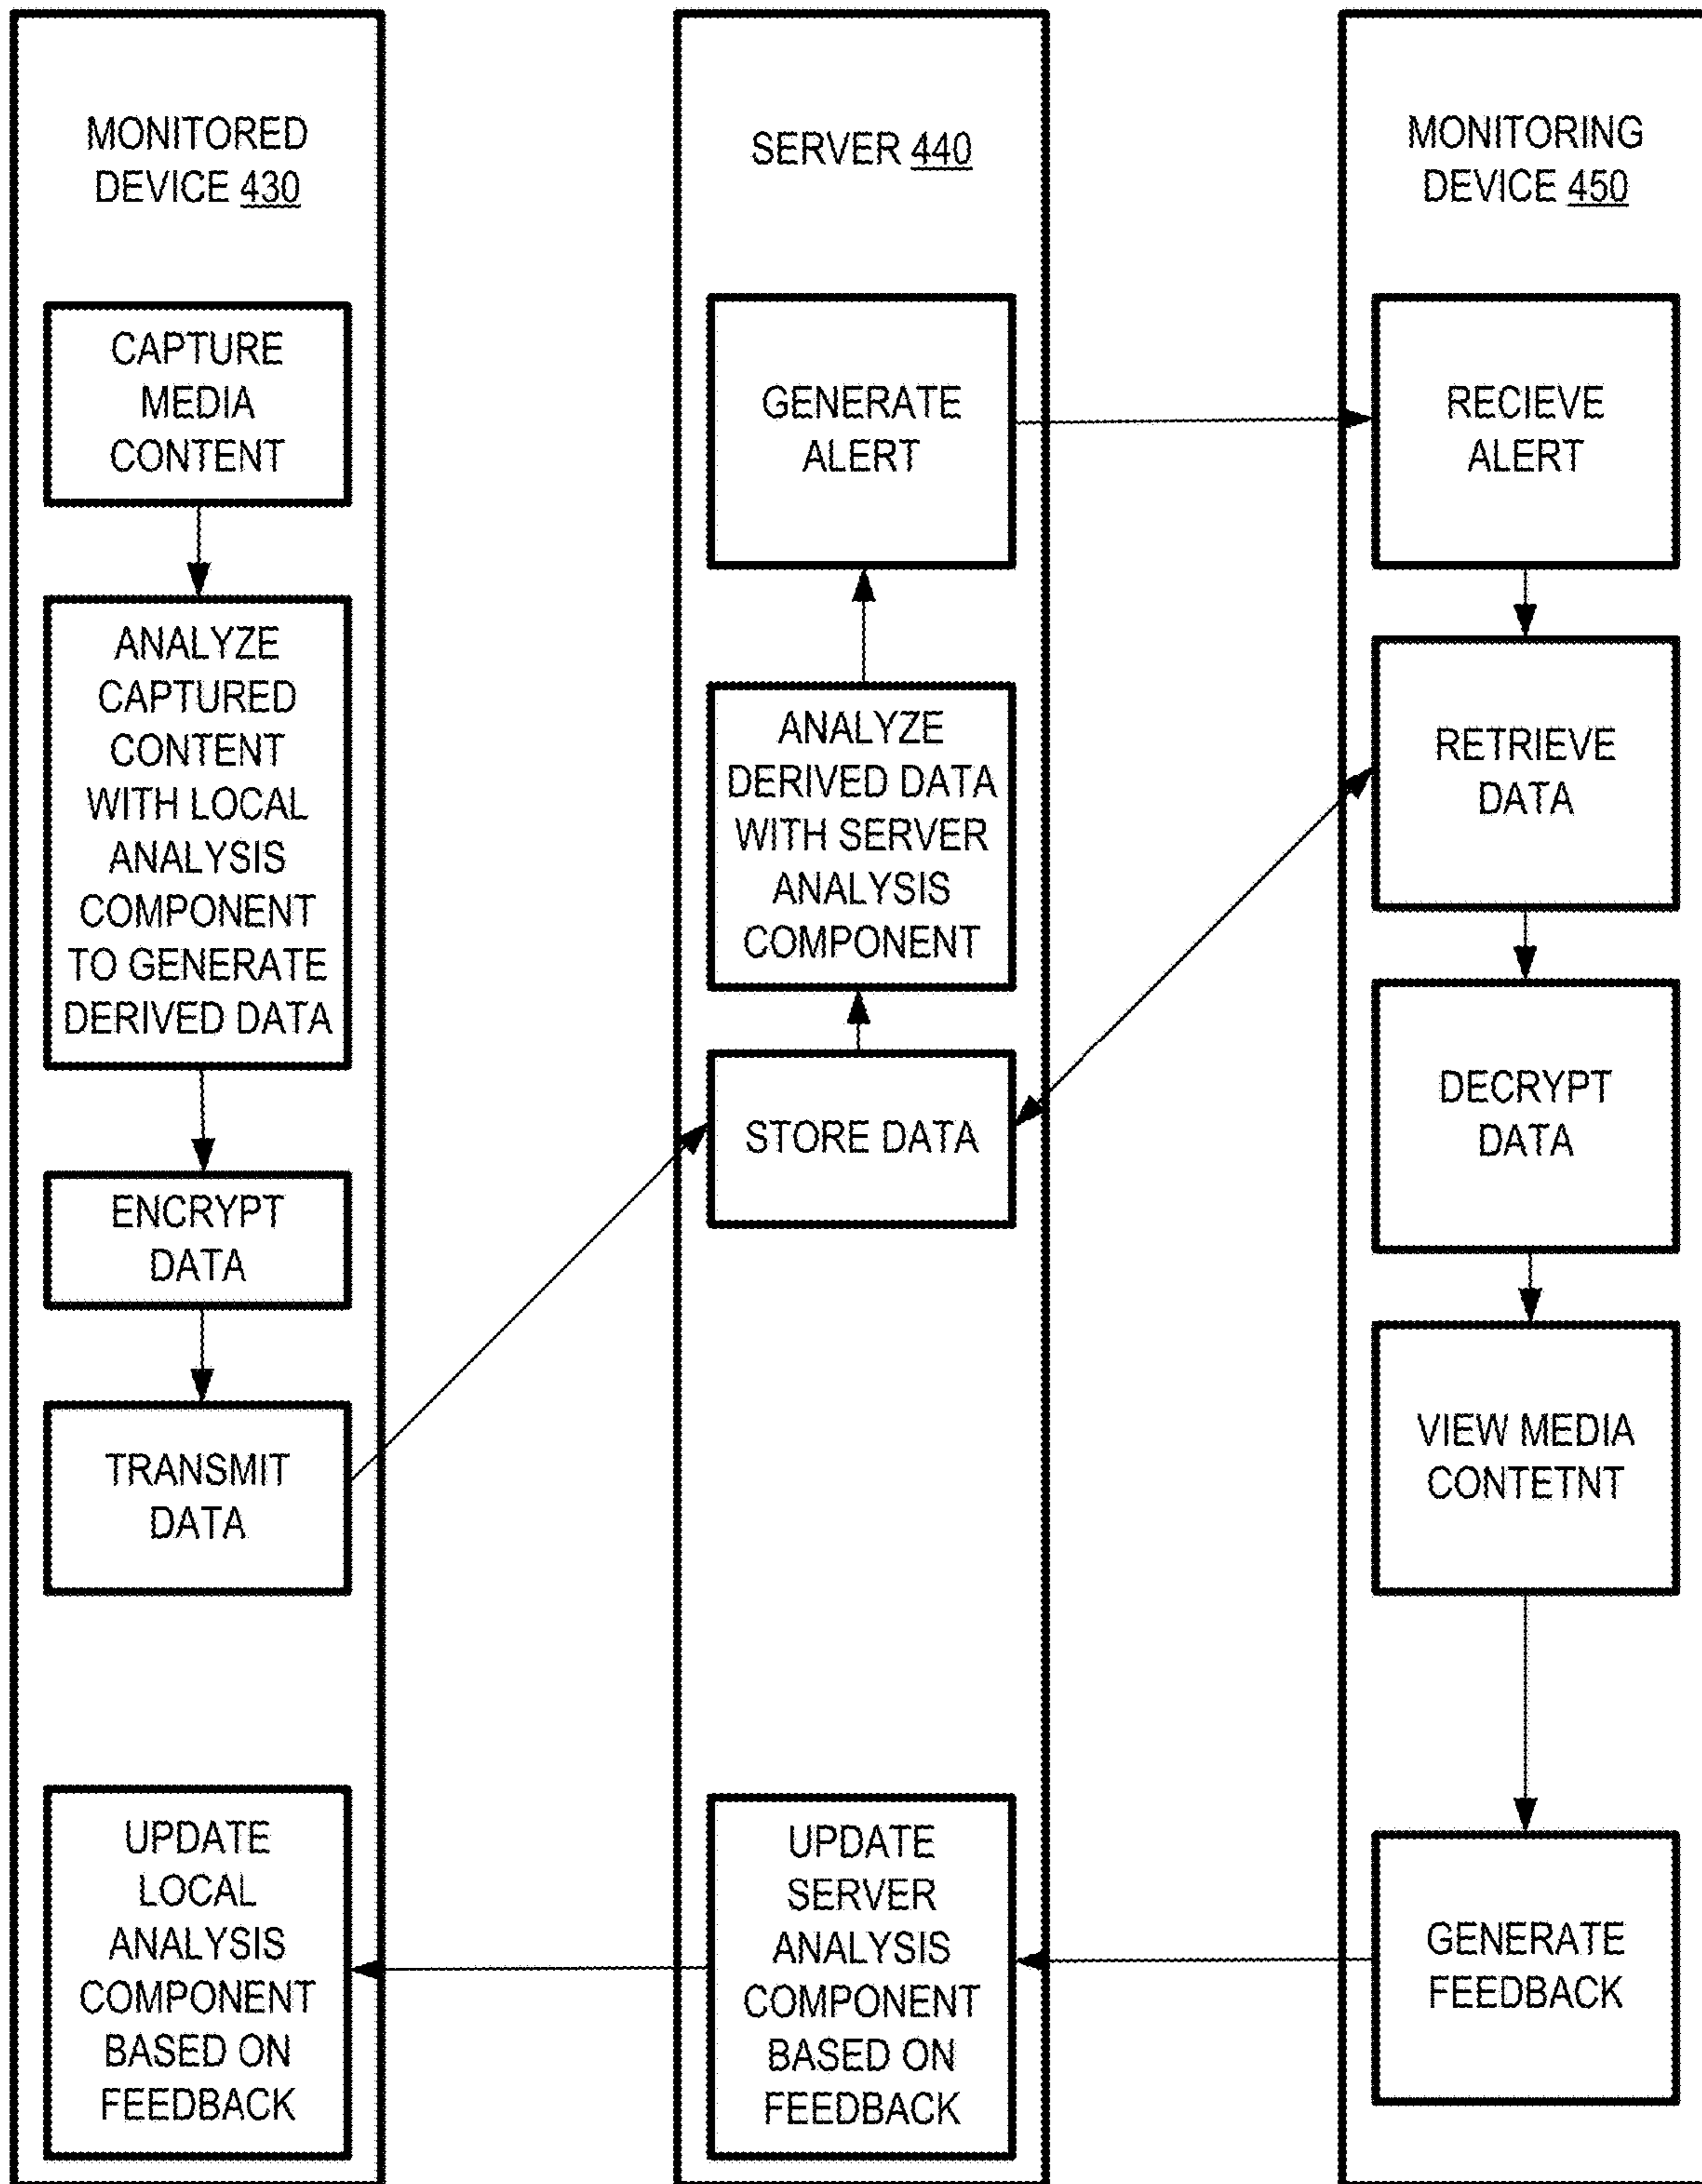 MONITORED
DEVICE 430
CAPTURE
MEDIA
CONTENT
ANALYZE
CAPTURED
CONTENT
WITH LOCAL
ANALYSIS
COMPONENT
TO GENERATE
DERIVED DATA
ENCRYPT
DATA
TRANSMIT
DATA
UPDATE
LOCAL
ANALYSIS
COMPONENT
BASED ON
FEEDBACK
SERVER 440
GENERATE
ALERT
ANALYZE
DERIVED DATA
WITH SERVER
ANALYSIS
COMPONENT
STORE DATA
UPDATE
SERVER
ANALYSIS
COMPONENT
BASED ON
FEEDBACK
MONITORING
DEVICE 450
RECIEVE
ALERT
RETRIEVE
DATA
DECRYPT
DATA
VIEW MEDIA
CONTETNT
GENERATE
FEEDBACK